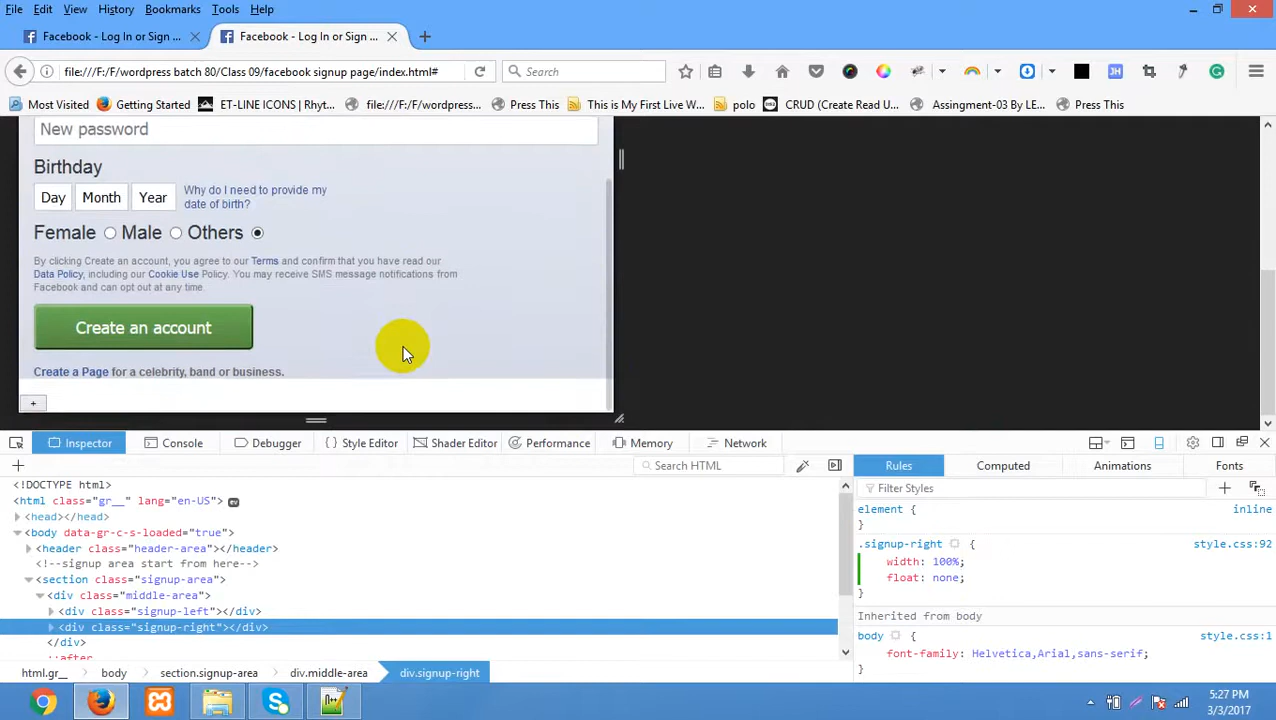 File Edit View History Bookmarks Tools Help
Facebook - Log In or Sign ... Facebook - Log In or Sign ...
file:///F:/F/wordpress batch 80/Class 09/facebook signup page/index.html# Search
Most Visited Getting Started ET-LINE ICONS | Rhyt... file:///F:/F/wordpress... Press This This is My First Live W... polo CRUD (Create Read U... Assingment-03 By LE... Press This
New password
Birthday
Day Month Year Why do I need to provide my
date of birth?
Female Male Others
By clicking Create an account, you agree to our Terms and confirm that you have read our
Data Policy, including our Cookie Use Policy. You may receive SMS message notifications from
Facebook and can opt out at any time.
Create an account
Create a Page for a celebrity, band or business.
+
Inspector Console Debugger Style Editor Shader Editor Performance Memory Network
+ Search HTML Rules Computed Animations Fonts
<!DOCTYPE html> Filter Styles +
<html class="gr__" lang="en-US"> ev
<head></head> element { inline
<body data-gr-c-s-loaded="true"> }
<header class="header-area"></header> .signup-right { style.css:92
<!--signup area start from here--> width: 100%;
<section class="signup-area"> float: none;
<div class="middle-area"> }
<div class="signup-left"></div> Inherited from body
<div class="signup-right"></div> body { style.css:1
</div> font-family: Helvetica,Arial,sans-serif;
::after }
html.gr__ body section.signup-area div.middle-area div.signup-right
5:27 PM
3/3/2017